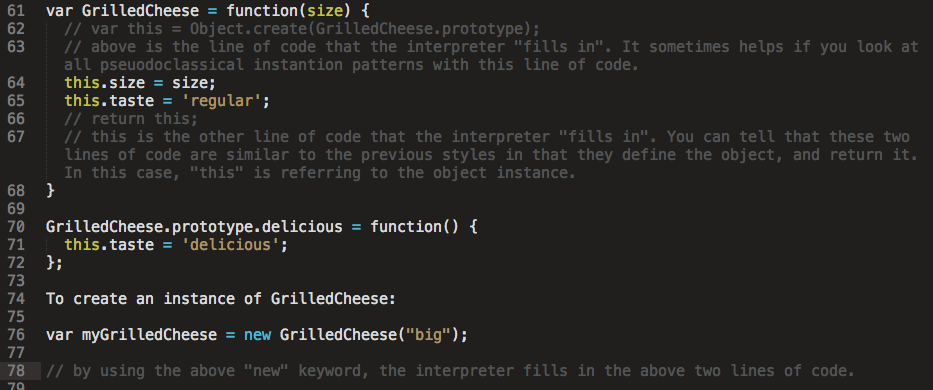 61 var GrilledCheese = function(size) {
62 // var this = Object.create(GrilledCheese.prototype);
63 // above is the line of code that the interpreter "fills in". It sometimes helps if you look at
all pseuodoclassical instantion patterns with this line of code.
64 this.size = size;
65 this.taste = 'regular';
66 // return this;
67 // this is the other line of code that the interpreter "fills in". You can tell that these two
lines of code are similar to the previous styles in that they define the object, and return it.
In this case, "this" is referring to the object instance.
68 }
69
70 GrilledCheese.prototype.delicious = function() {
71 this.taste = 'delicious';
72 };
73
74 To create an instance of GrilledCheese:
75
76 var myGrilledCheese = new GrilledCheese("big");
77
78 // by using the above "new" keyword, the interpreter fills in the above two lines of code.
79